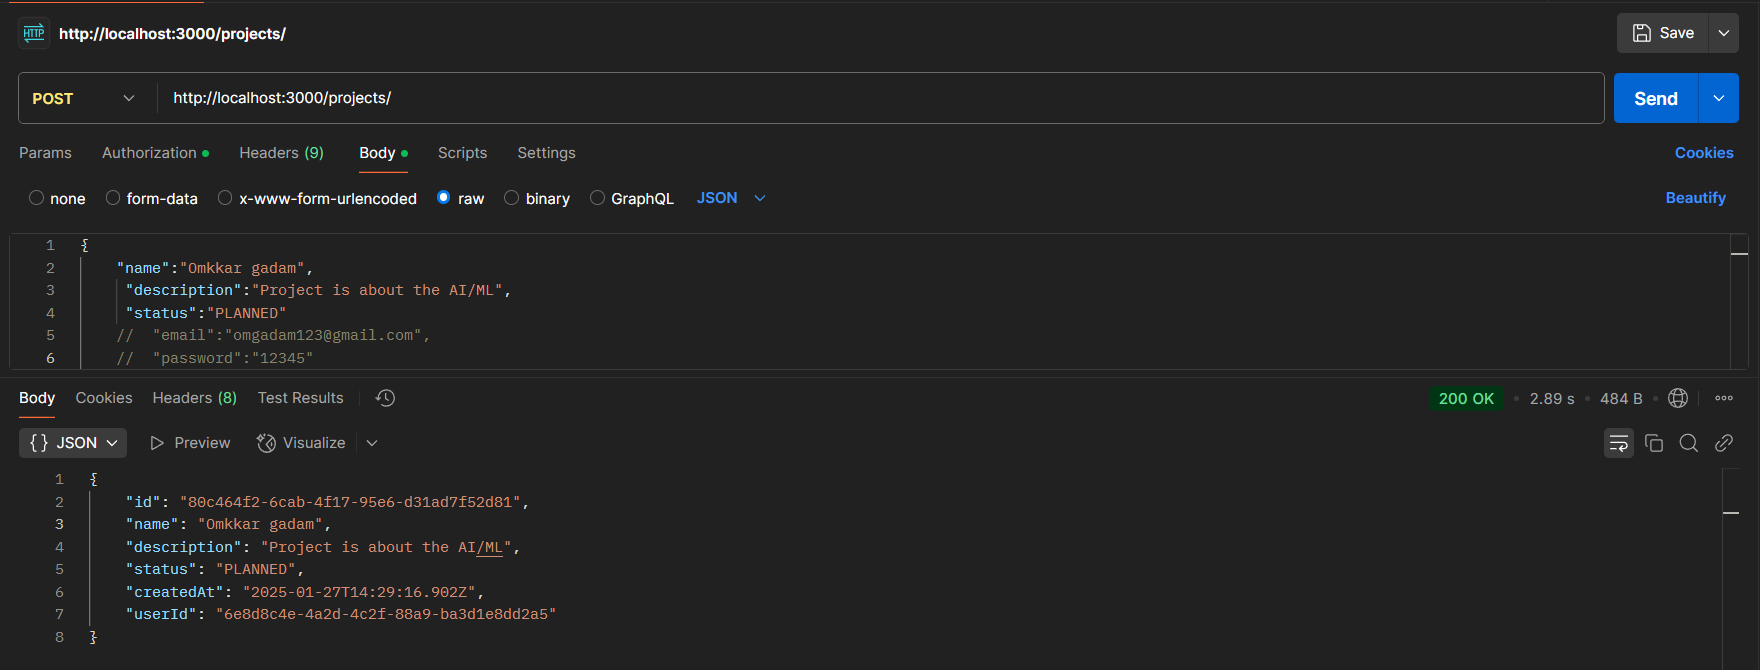 HTTP http://localhost:3000/projects/ Save
POST http://localhost:3000/projects/ Send
Params Authorization Headers (9) Body Scripts Settings Cookies
none form-data x-www-form-urlencoded raw binary GraphQL JSON Beautify
1 {
2 "name":"Omkkar gadam",
3 "description":"Project is about the AI/ML",
4 "status":"PLANNED"
5 // "email":"omgadam123@gmail.com",
6 // "password":"12345"
Body Cookies Headers (8) Test Results 200 OK • 2.89 s • 484 B •
{} JSON Preview Visualize
1 {
2 "id": "80c464f2-6cab-4f17-95e6-d31ad7f52d81",
3 "name": "Omkkar gadam",
4 "description": "Project is about the AI/ML",
5 "status": "PLANNED",
6 "createdAt": "2025-01-27T14:29:16.902Z",
7 "userId": "6e8d8c4e-4a2d-4c2f-88a9-ba3d1e8dd2a5"
8 }